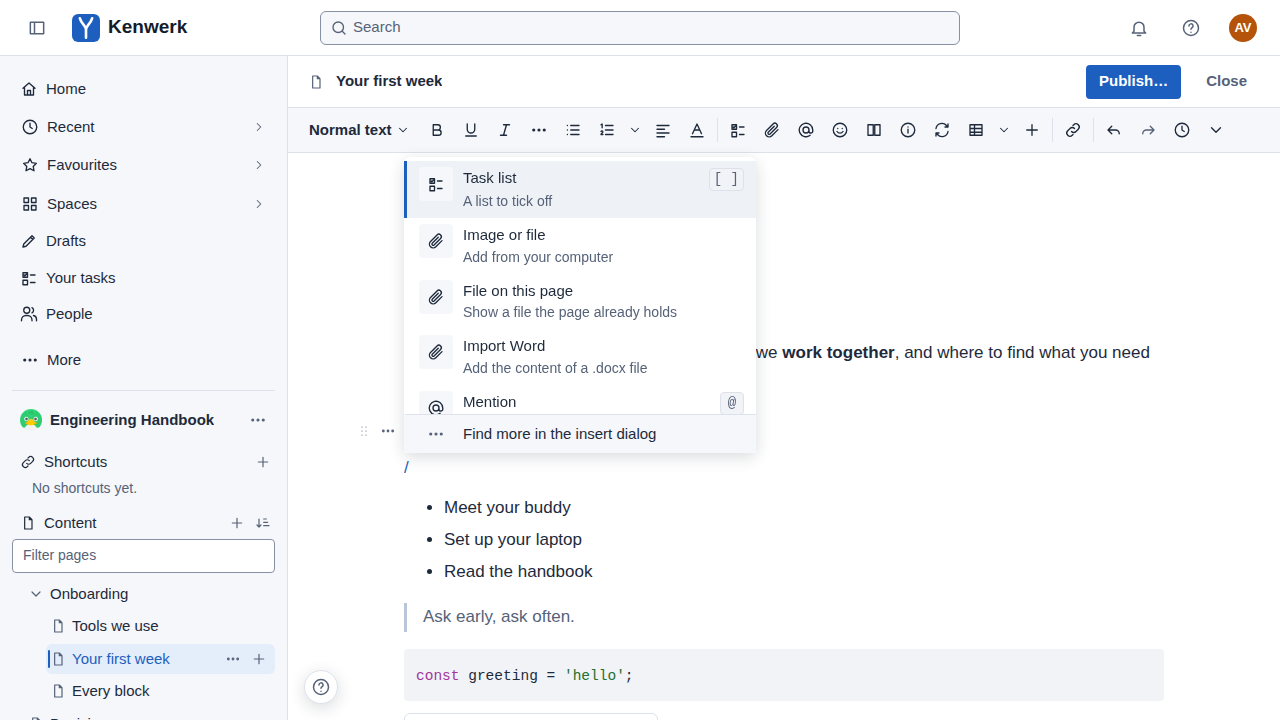 Kenwerk
Search
AV
Home
Recent
Favourites
Spaces
Drafts
Your tasks
People
More
Engineering Handbook
Shortcuts
No shortcuts yet.
Content
Filter pages
Onboarding
Tools we use
Your first week
Every block
Your first week
Publish…
Close
Normal text
Task list
[ ]
A list to tick off
Image or file
Add from your computer
File on this page
Show a file the page already holds
Import Word
Add the content of a .docx file
Mention
@
Find more in the insert dialog
we work together, and where to find what you need
/
Meet your buddy
Set up your laptop
Read the handbook
Ask early, ask often.
const greeting = 'hello';